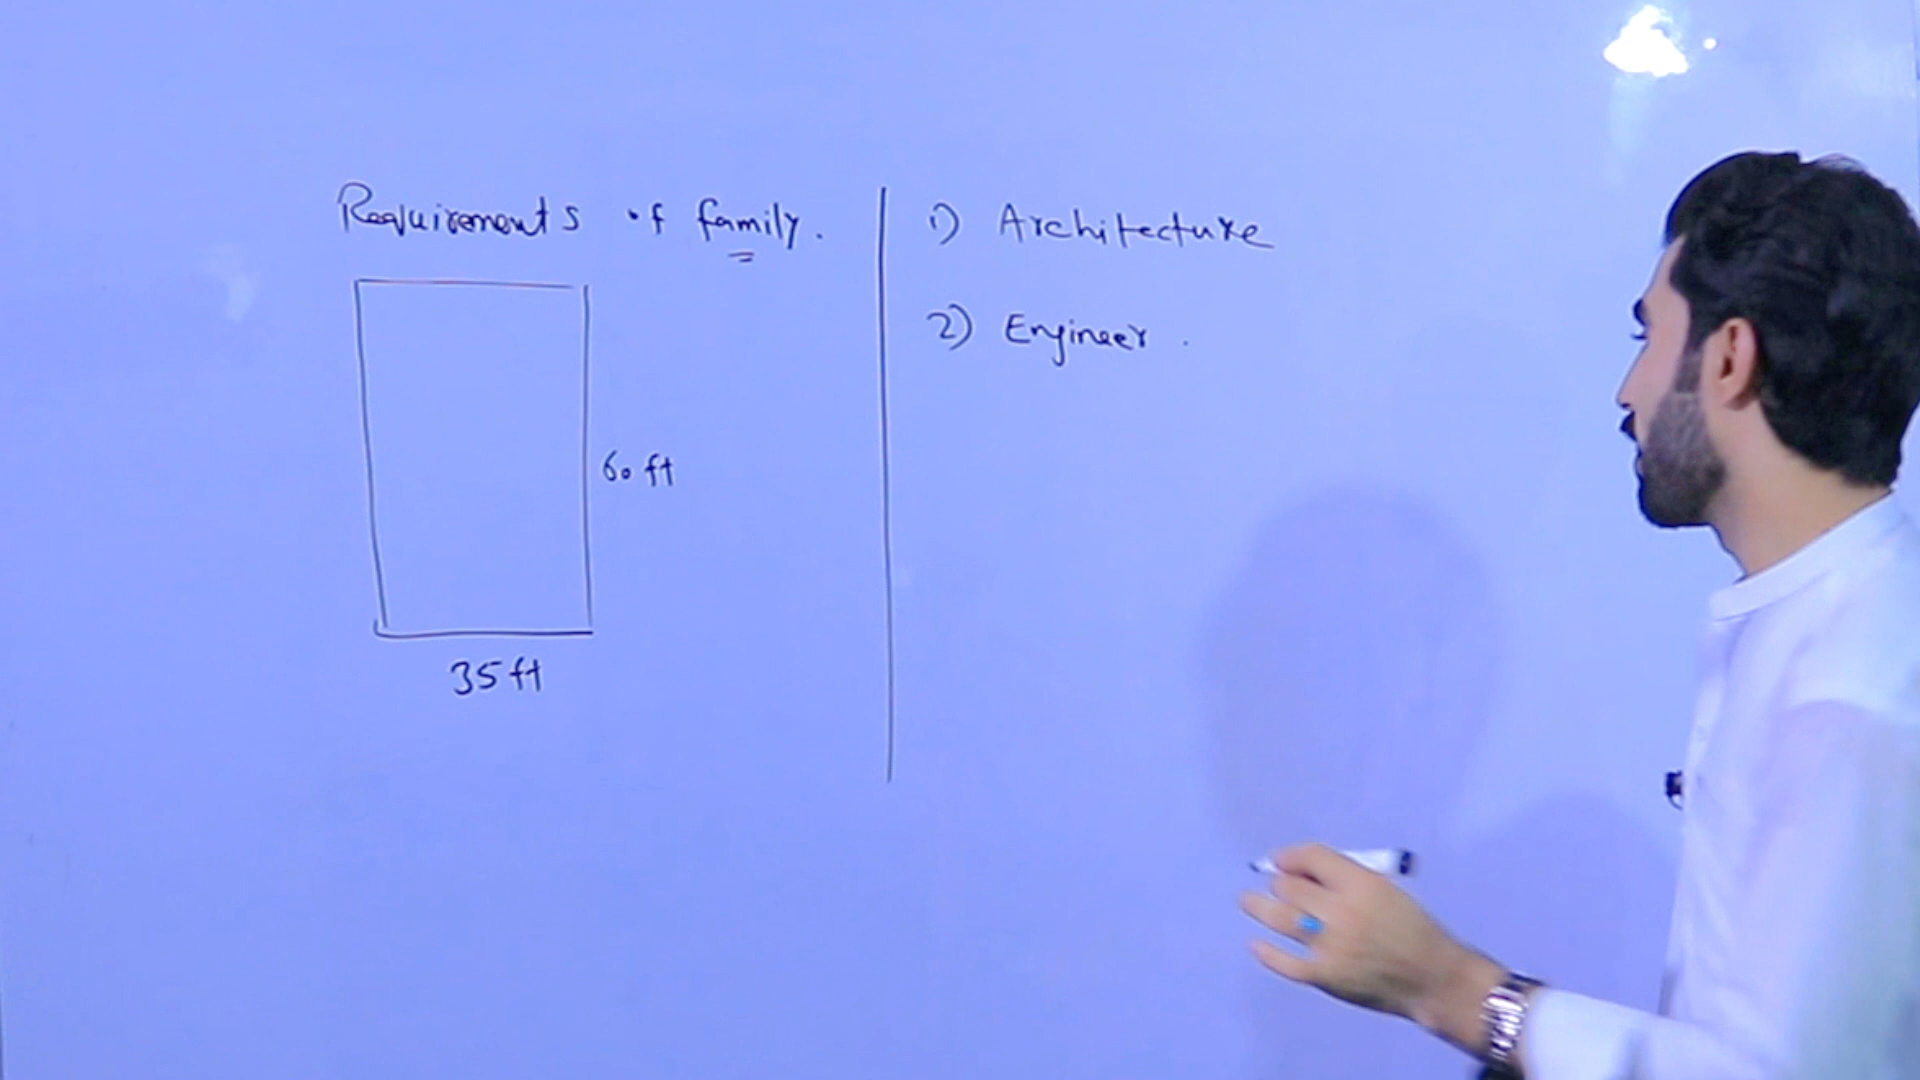 Requirements of family.
60 ft
35 ft
1) Architecture
2) Engineer.